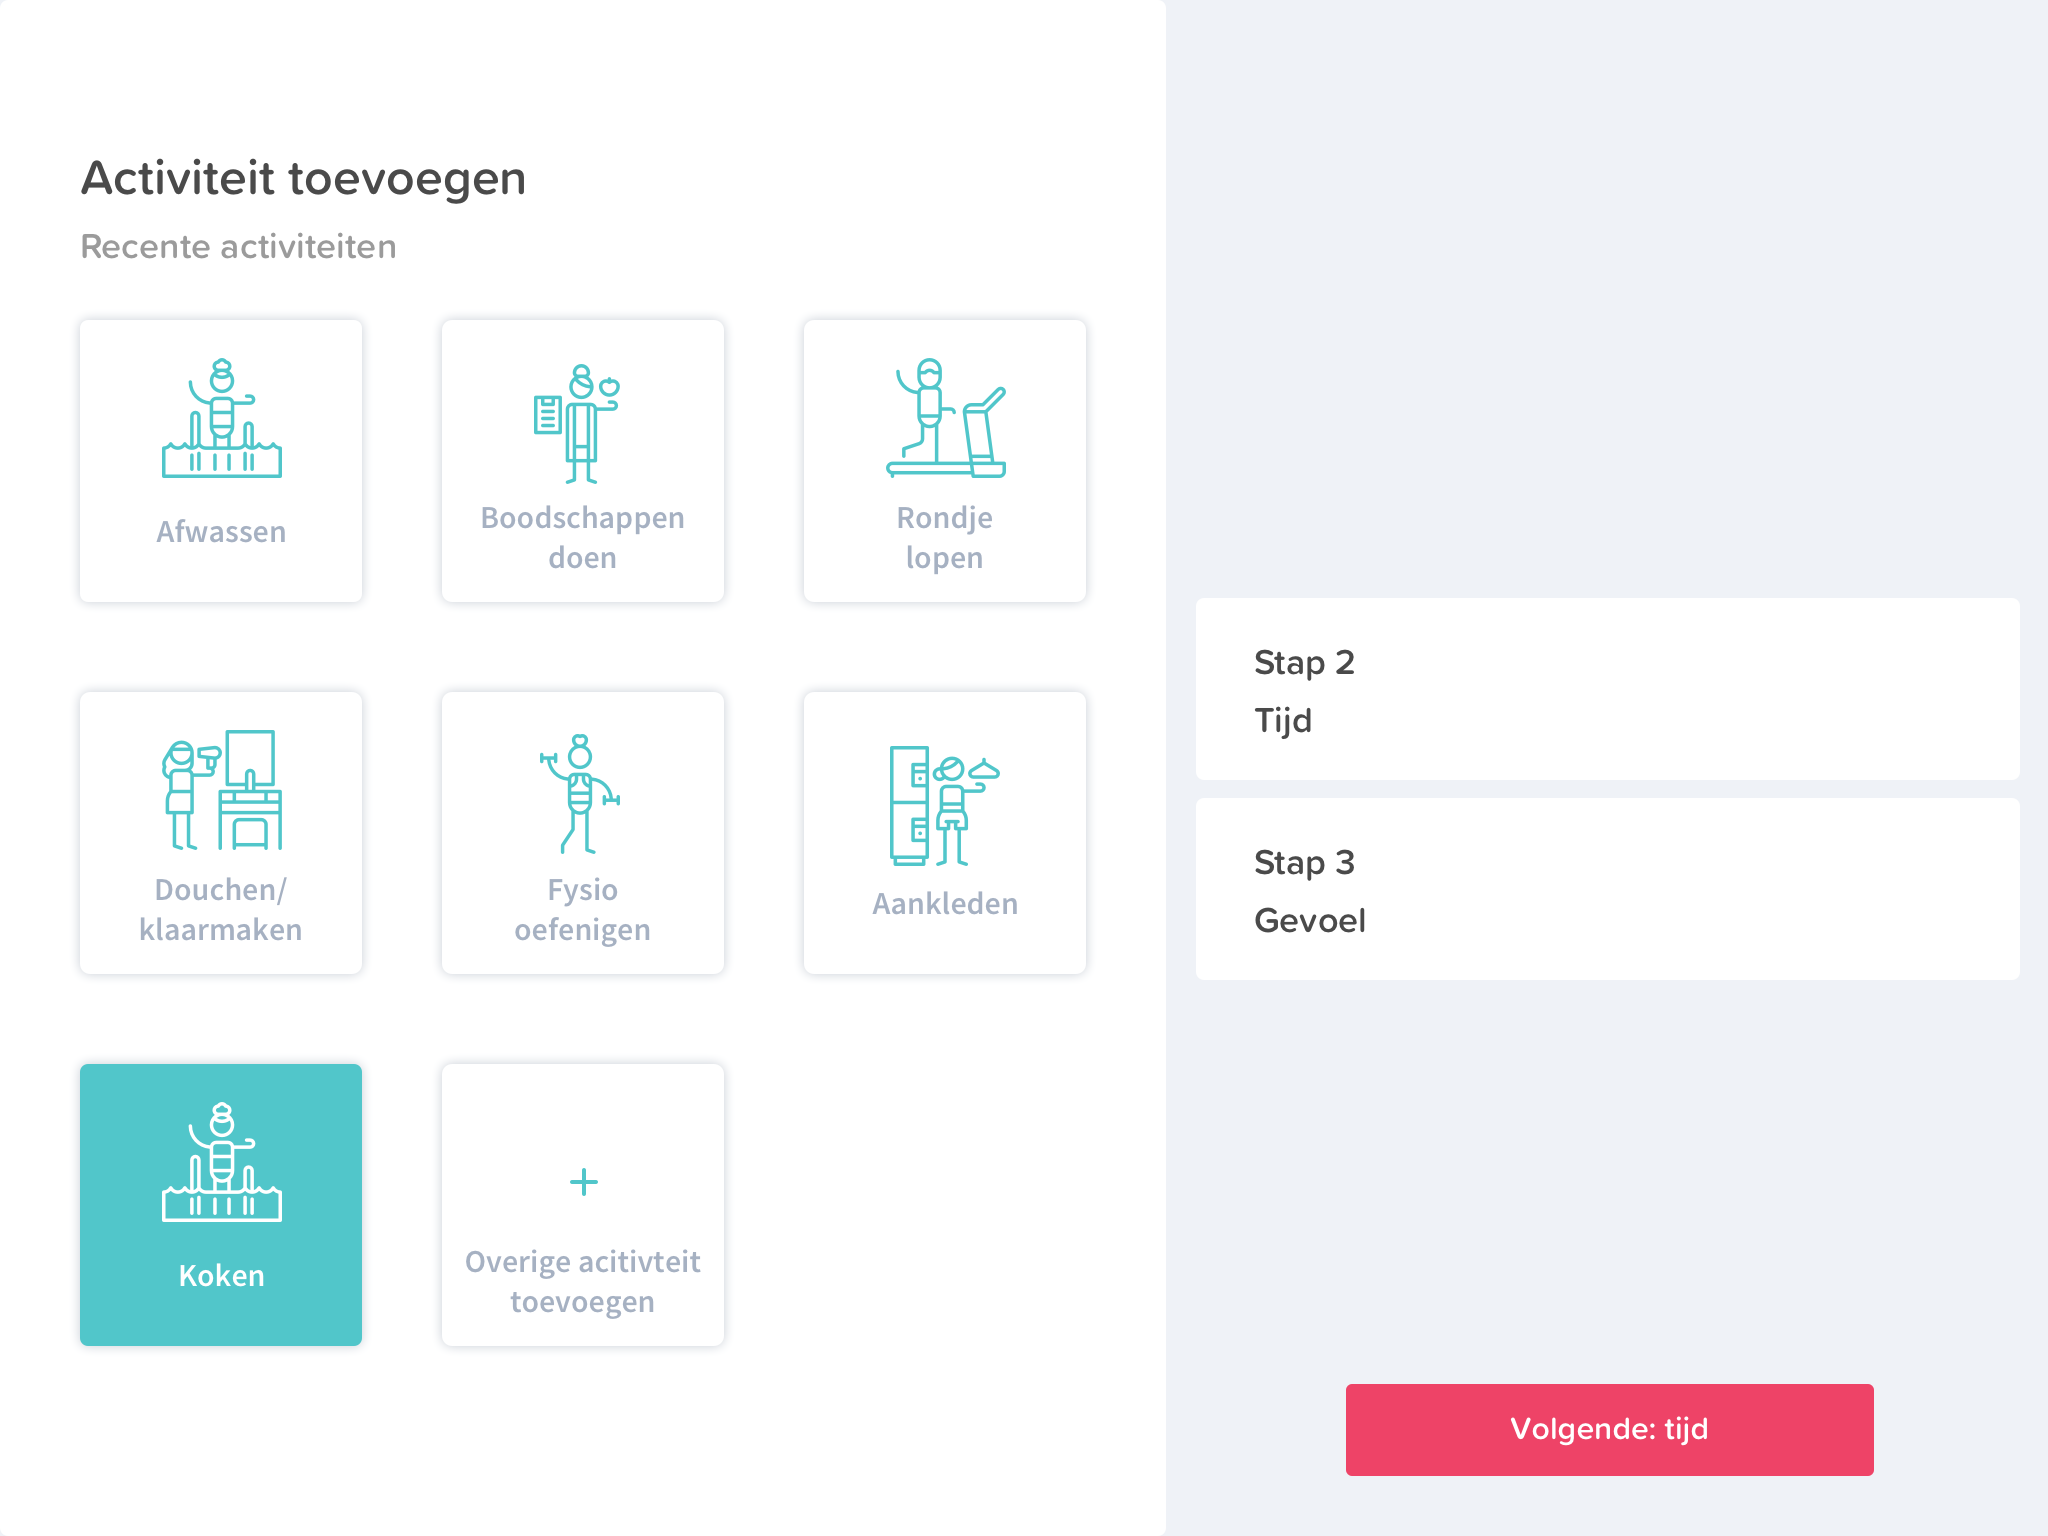 Activiteit toevoegen
Recente activiteiten
Afwassen
Boodschappen
doen
Rondje
lopen
Douchen/
klaarmaken
Fysio
oefenigen
Aankleden
Koken
Overige acitivteit
toevoegen
Stap 2
Tijd
Stap 3
Gevoel
Volgende: tijd